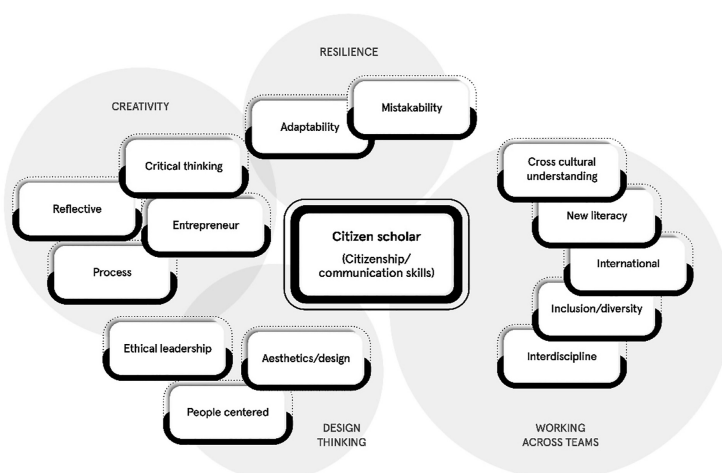 RESILIENCE
Mistakability
Adaptability
CREATIVITY
Critical thinking
Reflective
Entrepreneur
Process
Citizen scholar
(Citizenship/
communication skills)
Cross cultural
understanding
New literacy
International
Inclusion/diversity
Interdiscipline
WORKING
ACROSS TEAMS
Ethical leadership
Aesthetics/design
People centered
DESIGN
THINKING